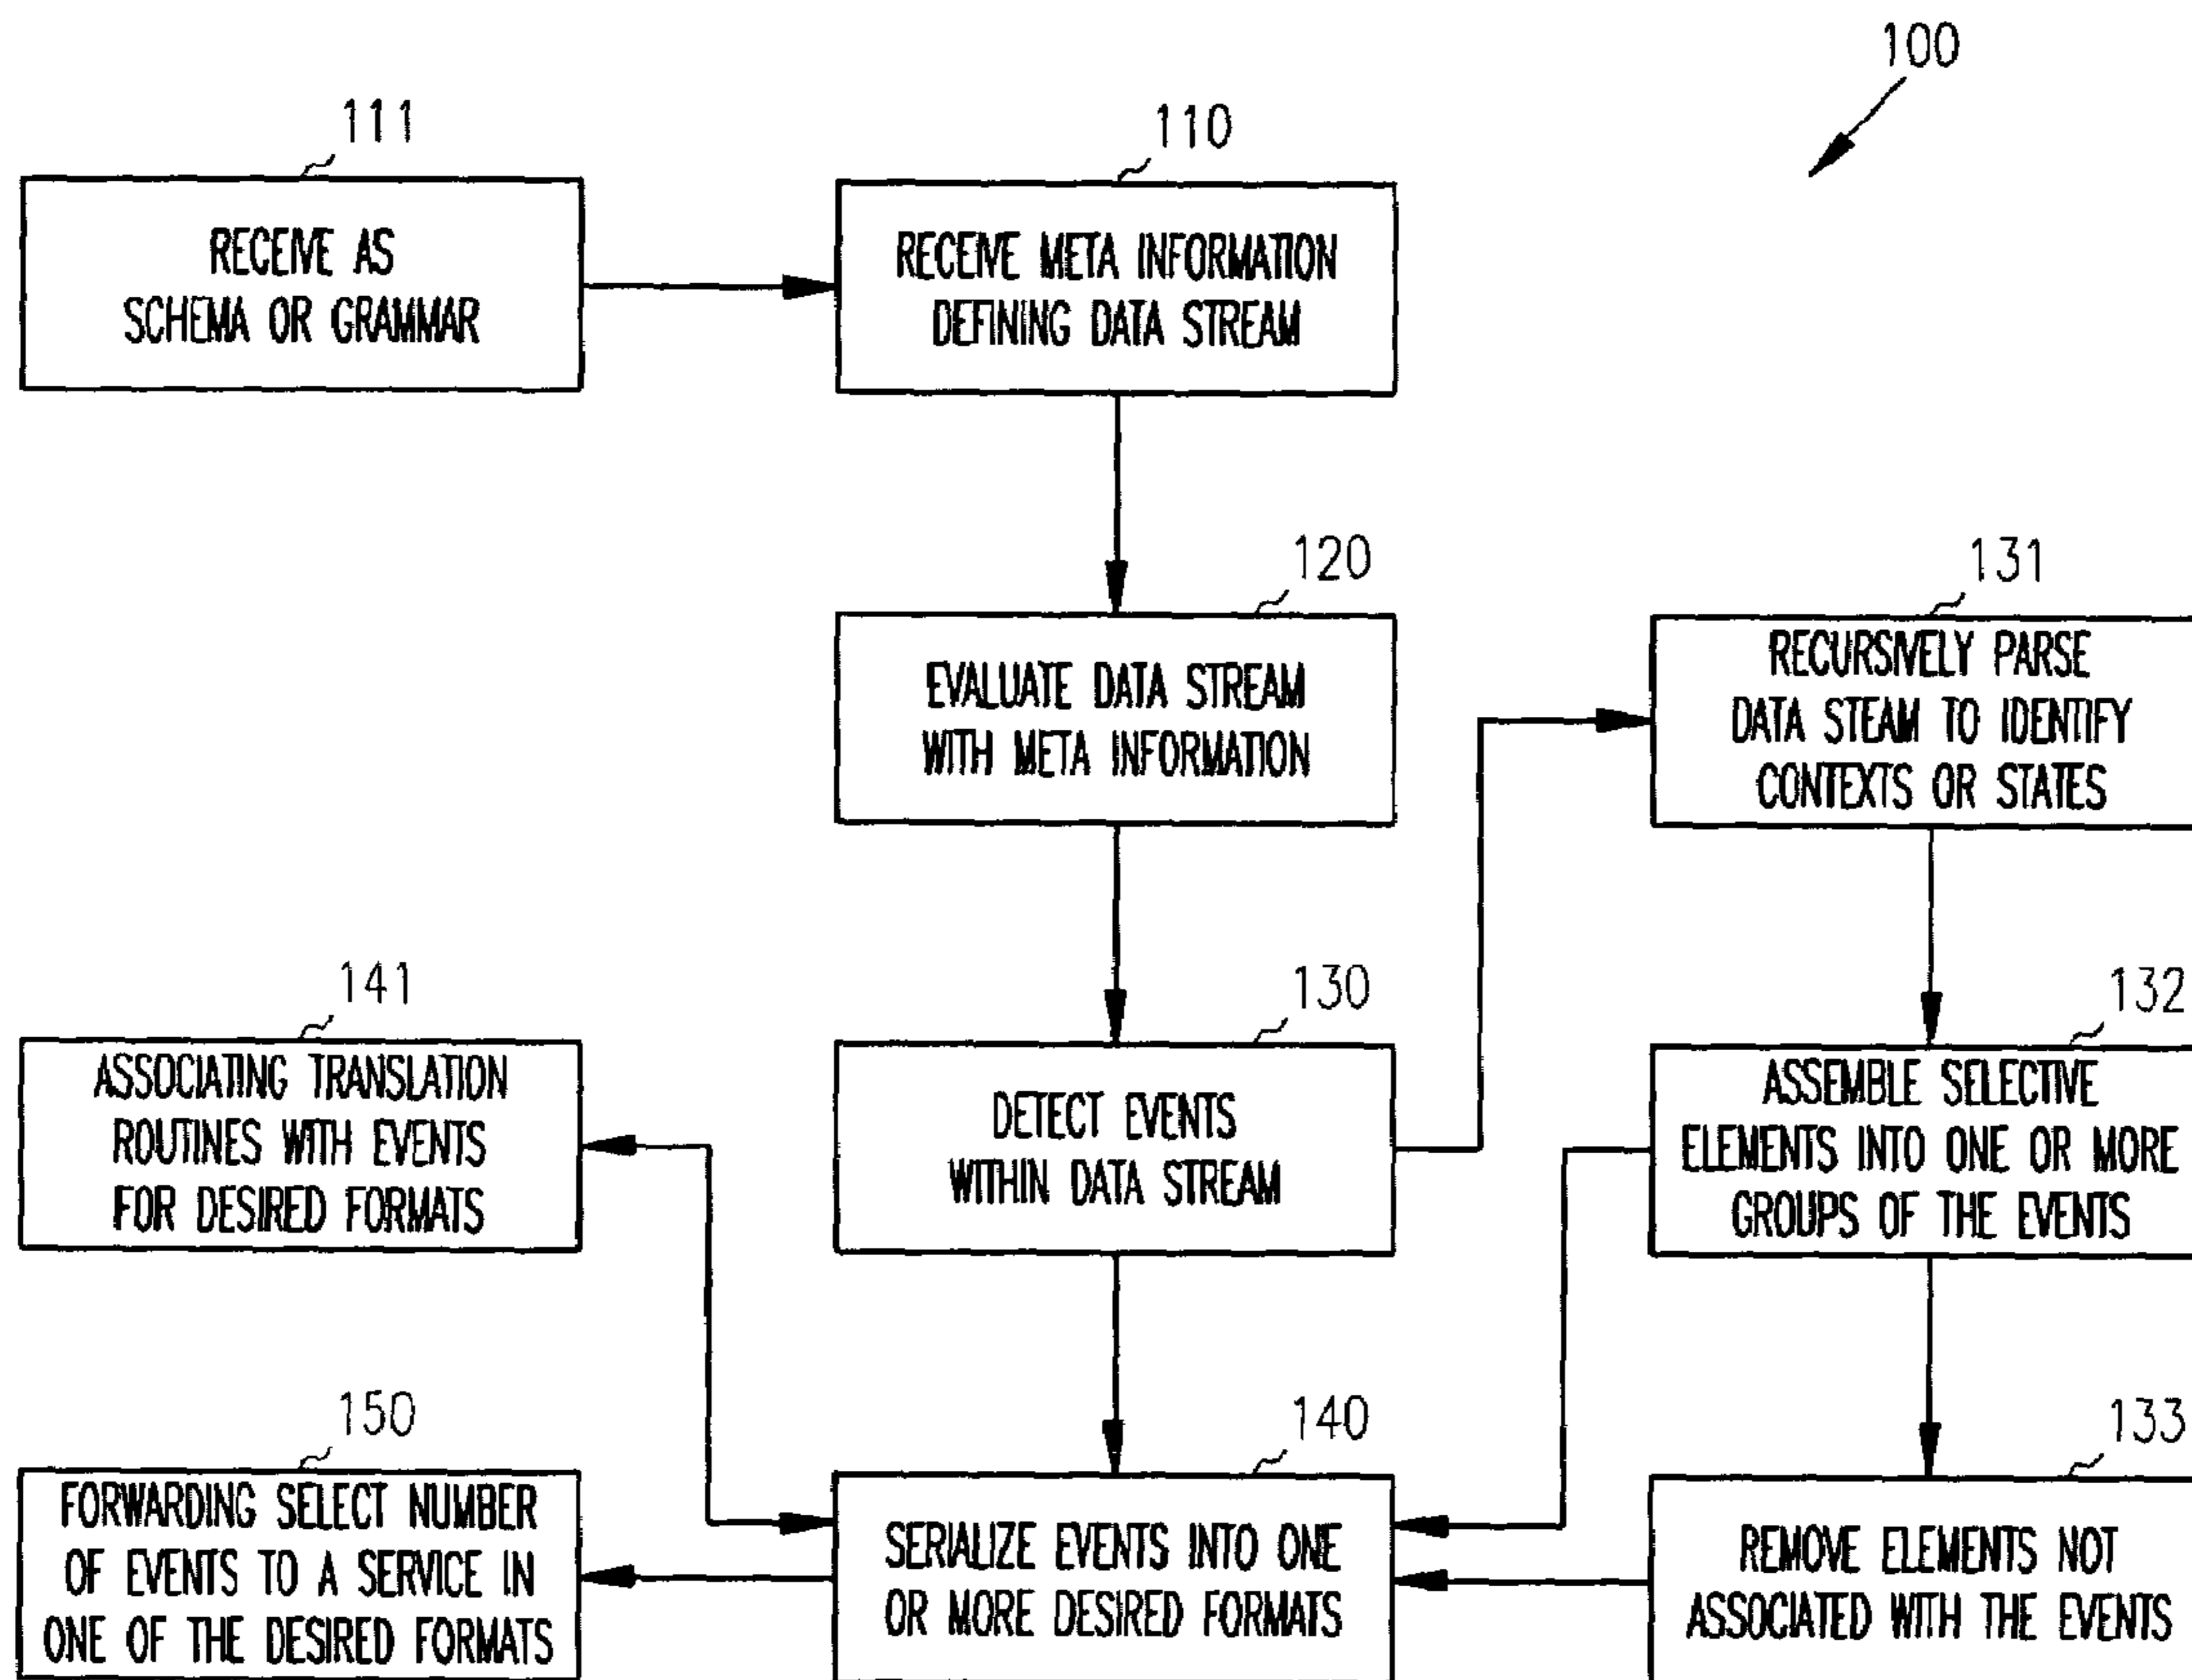 100
111
RECEIVE AS
SCHEMA OR GRAMMAR
110
RECEIVE META INFORMATION
DEFINING DATA STREAM
120
EVALUATE DATA STREAM
WITH META INFORMATION
131
RECURSIVELY PARSE
DATA STEAM TO IDENTIFY
CONTEXTS OR STATES
141
ASSOCIATING TRANSLATION
ROUTINES WITH EVENTS
FOR DESIRED FORMATS
130
DETECT EVENTS
WITHIN DATA STREAM
132
ASSEMBLE SELECTIVE
ELEMENTS INTO ONE OR MORE
GROUPS OF THE EVENTS
150
FORWARDING SELECT NUMBER
OF EVENTS TO A SERVICE IN
ONE OF THE DESIRED FORMATS
140
SERIALIZE EVENTS INTO ONE
OR MORE DESIRED FORMATS
133
REMOVE ELEMENTS NOT
ASSOCIATED WITH THE EVENTS